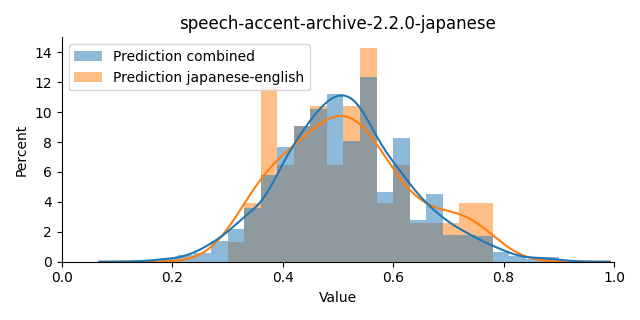 speech-accent-archive-2.2.0-japanese
Prediction combined
Prediction japanese-english
Percent
14
12
10
8
6
4
2
0
0.0 0.2 0.4 0.6 0.8 1.0
Value